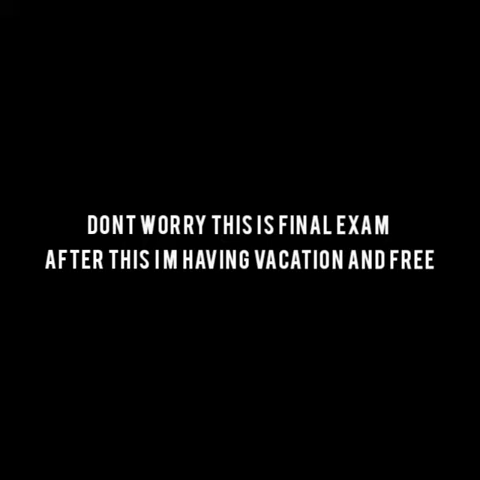 DONT WORRY THIS IS FINAL EXAM
AFTER THIS IM HAVING VACATION AND FREE